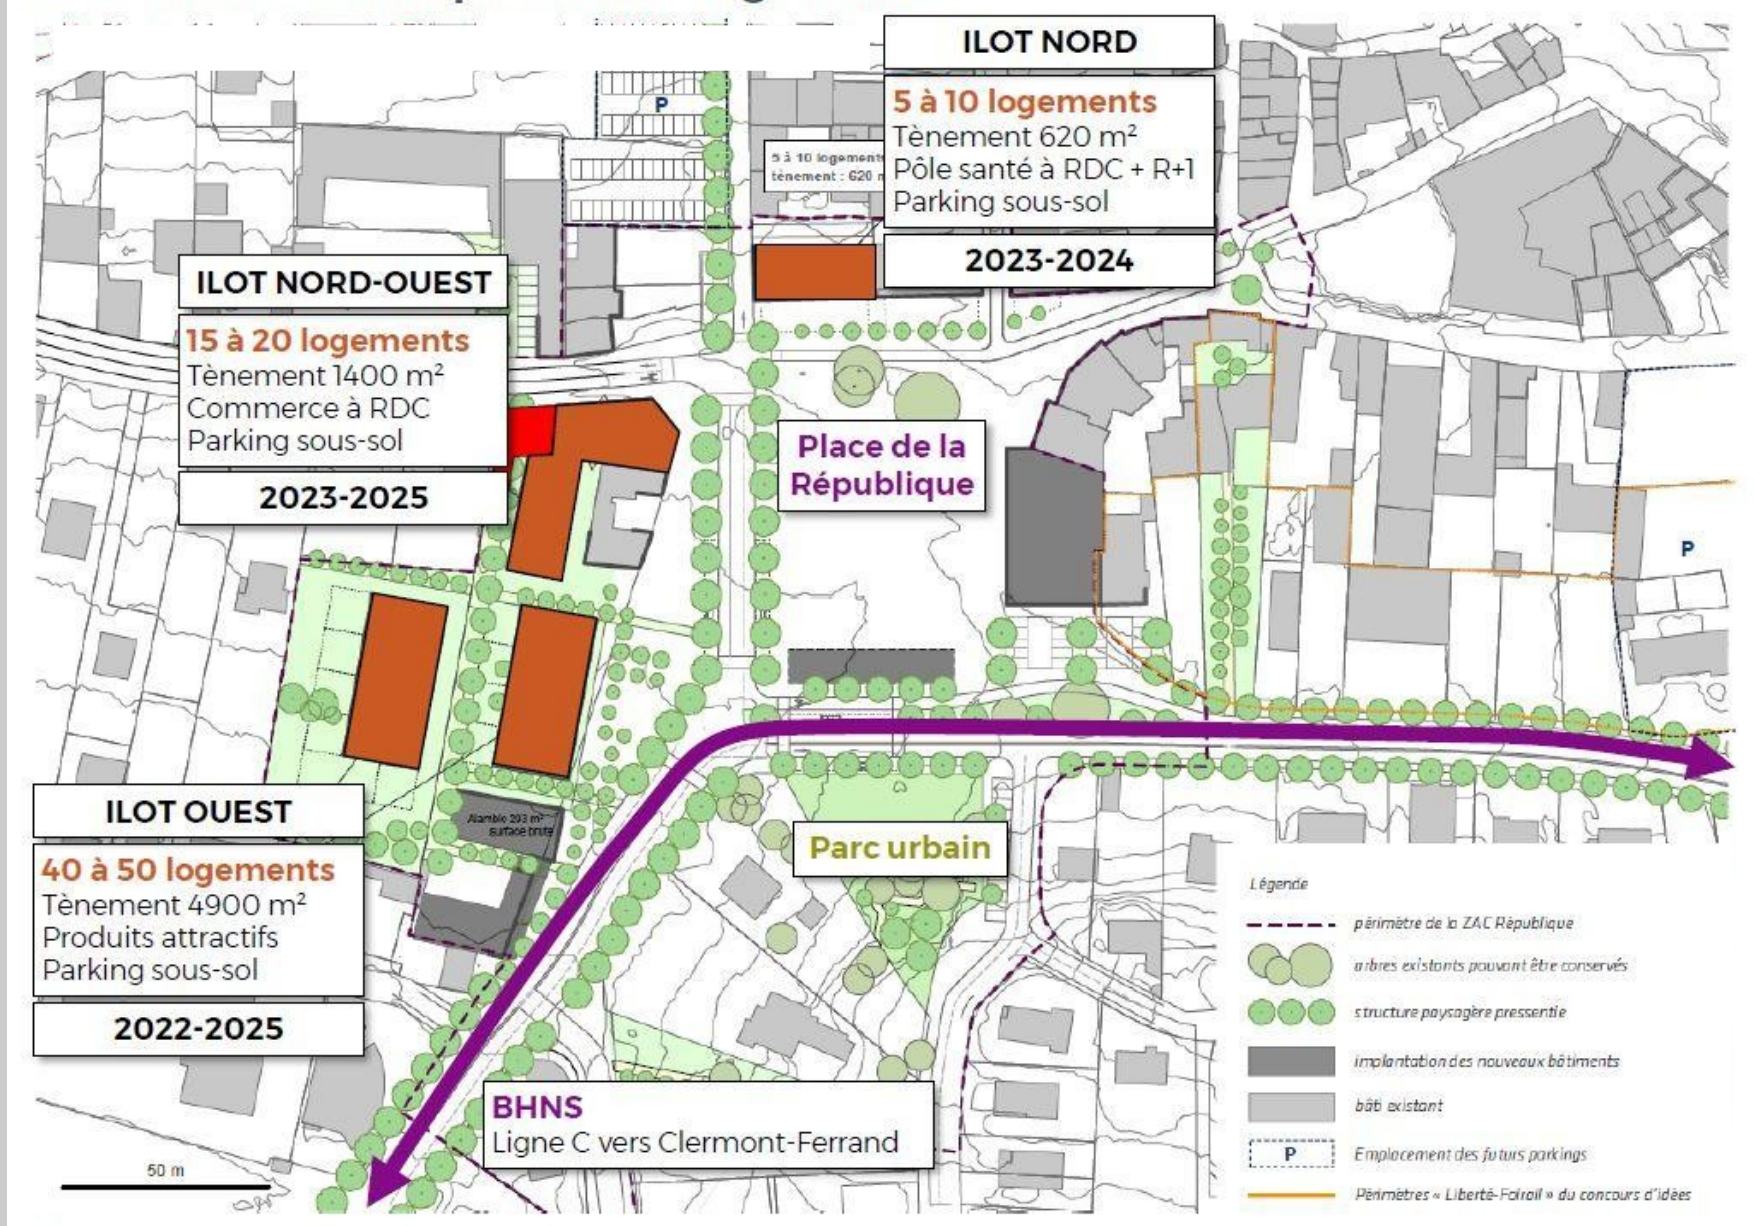 ILOT NORD
5 à 10 logements
Tènement 620 m²
Pôle santé à RDC + R+1
Parking sous-sol
2023-2024
P
5 à 10 logement
tènement : 620
ILOT NORD-OUEST
15 à 20 logements
Tènement 1400 m²
Commerce à RDC
Parking sous-sol
2023-2025
Place de la
République
P
ILOT OUEST
40 à 50 logements
Tènement 4900 m²
Produits attractifs
Parking sous-sol
2022-2025
Alambic 293 m²
surface brute
Parc urbain
BHNS
Ligne C vers Clermont-Ferrand
50 m
Légende
périmètre de la ZAC République
arbres existants pouvant être conservés
structure paysagère pressentie
implantation des nouveaux bâtiments
bâti existant
P
Emplacement des futurs parkings
Périmètres « Liberté-Foirail » du concours d'idées